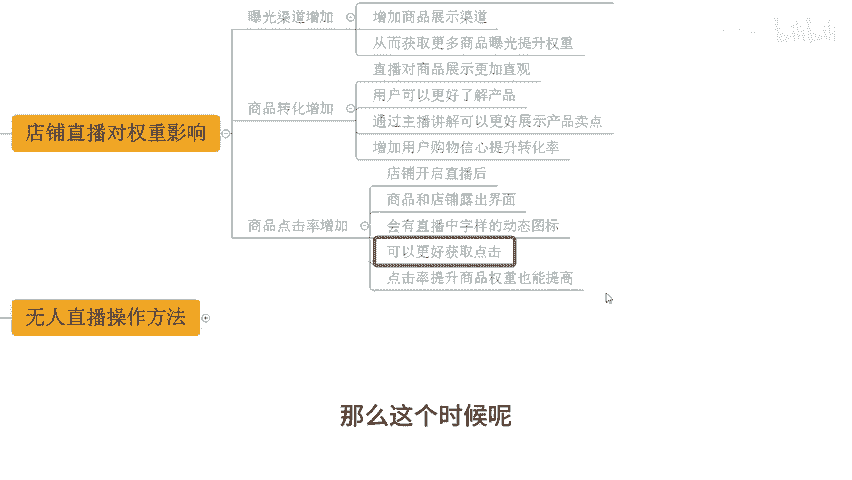 曝光渠道增加
增加商品展示渠道
从而获取更多商品曝光提升权重
店铺直播对权重影响
商品转化增加
直播对商品展示更加直观
用户可以更好了解产品
通过主播讲解可以更好展示产品卖点
增加用户购物信心提升转化率
商品点击率增加
店铺开启直播后
商品和店铺露出界面
会有直播中字样的动态图标
可以更好获取点击
点击率提升商品权重也能提高
无人直播操作方法
那么这个时候呢